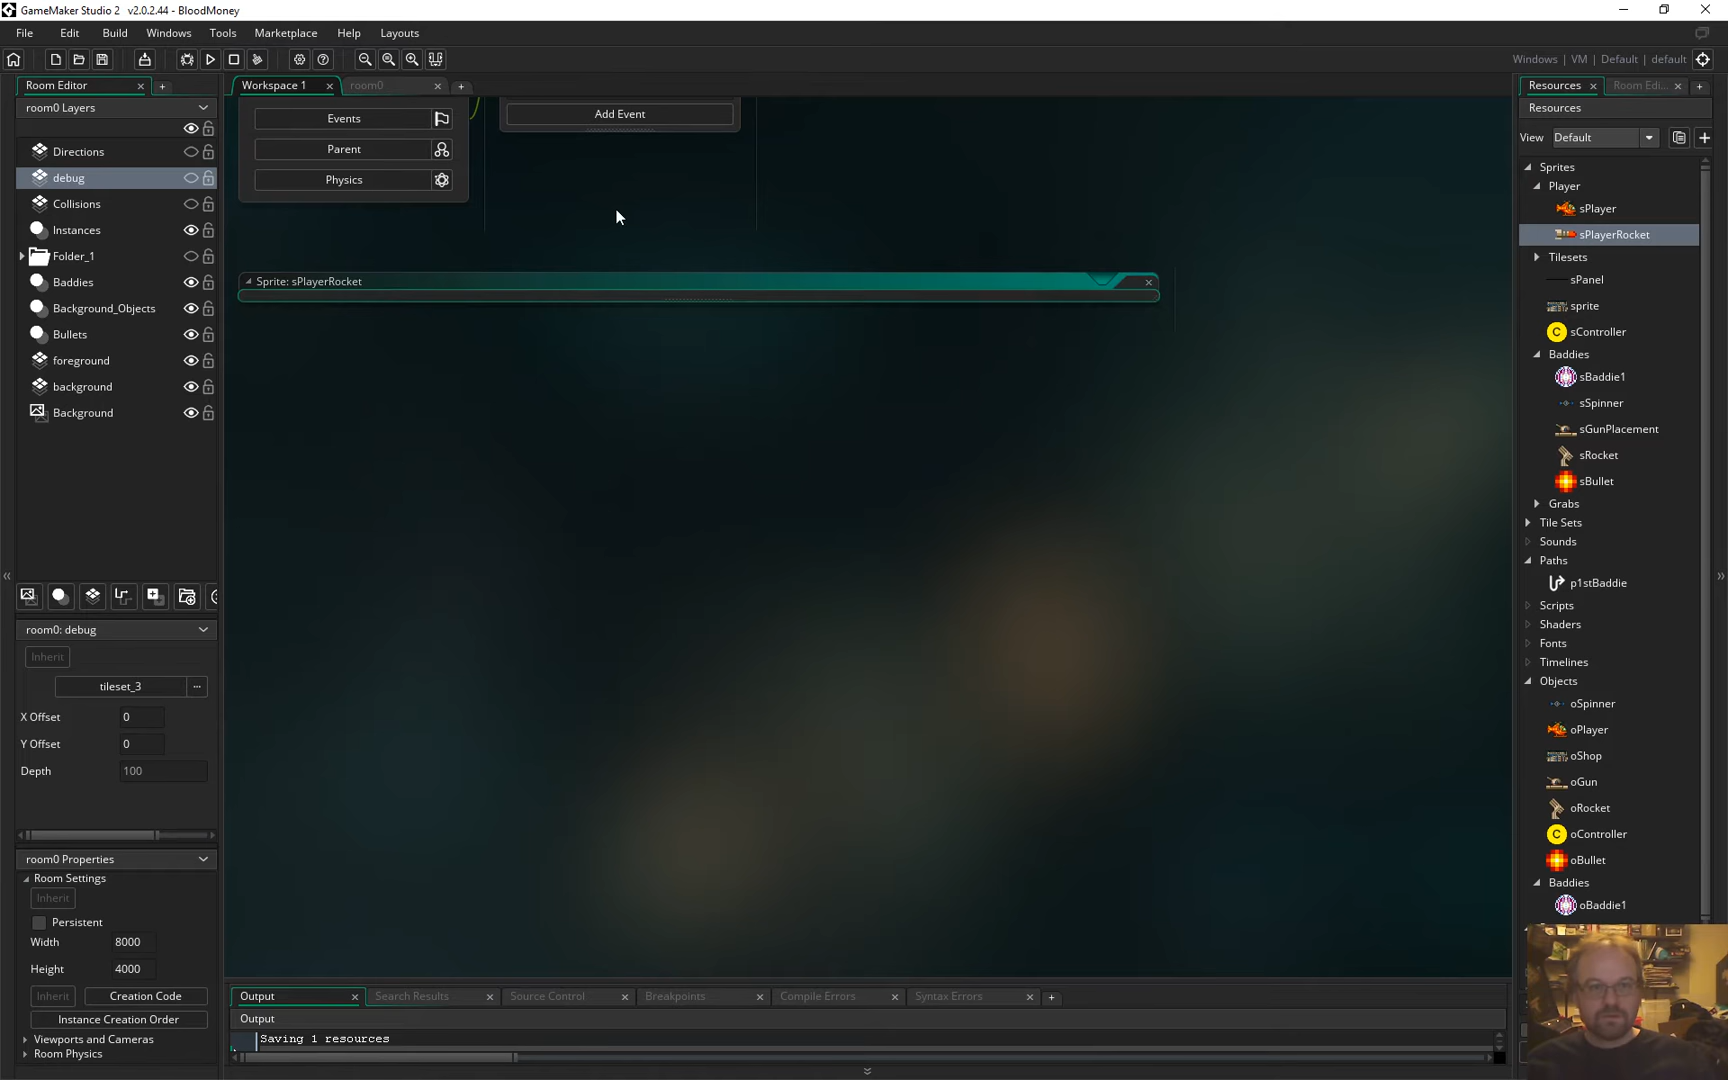 GameMaker Studio 2 v2.0.2.44 - BloodMoney
File Edit Build Windows Tools Marketplace Help Layouts
Windows | VM | Default | default
Room Editor
room0 Layers
Directions
debug
Collisions
Instances
Folder_1
Baddies
Background_Objects
Bullets
foreground
background
Background
room0: debug
Inherit
tileset_3
...
X Offset 0
Y Offset 0
Depth 100
room0 Properties
Room Settings
Inherit
Persistent
Width 8000
Height 4000
Inherit Creation Code
Instance Creation Order
Viewports and Cameras
Room Physics
Workspace 1 room0
Events
Parent
Physics
Add Event
Sprite: sPlayerRocket
Output Search Results Source Control Breakpoints Compile Errors Syntax Errors
Output
Saving 1 resources
Resources Room Edi...
Resources
View Default
Sprites
Player
sPlayer
sPlayerRocket
Tilesets
sPanel
sprite
C sController
Baddies
sBaddie1
sSpinner
sGunPlacement
sRocket
sBullet
Grabs
Tile Sets
Sounds
Paths
p1stBaddie
Scripts
Shaders
Fonts
Timelines
Objects
oSpinner
oPlayer
oShop
oGun
oRocket
C oController
oBullet
Baddies
oBaddie1